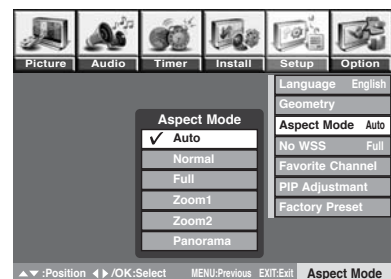 Picture Audio Timer Install Setup Option
Language English
Geometry
Aspect Mode Auto
No WSS Full
Favorite Channel
PIP Adjustmant
Factory Preset
Aspect Mode
✓ Auto
Normal
Full
Zoom1
Zoom2
Panorama
▲▼ :Position ◀ ▶ /OK:Select MENU:Previous EXIT:Exit Aspect Mode